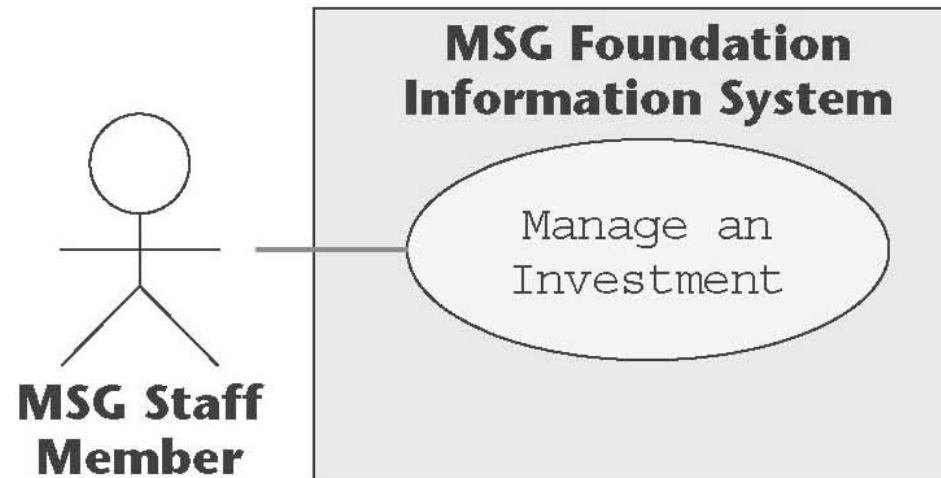 MSG Foundation
Information System
Manage an
Investment
MSG Staff
Member